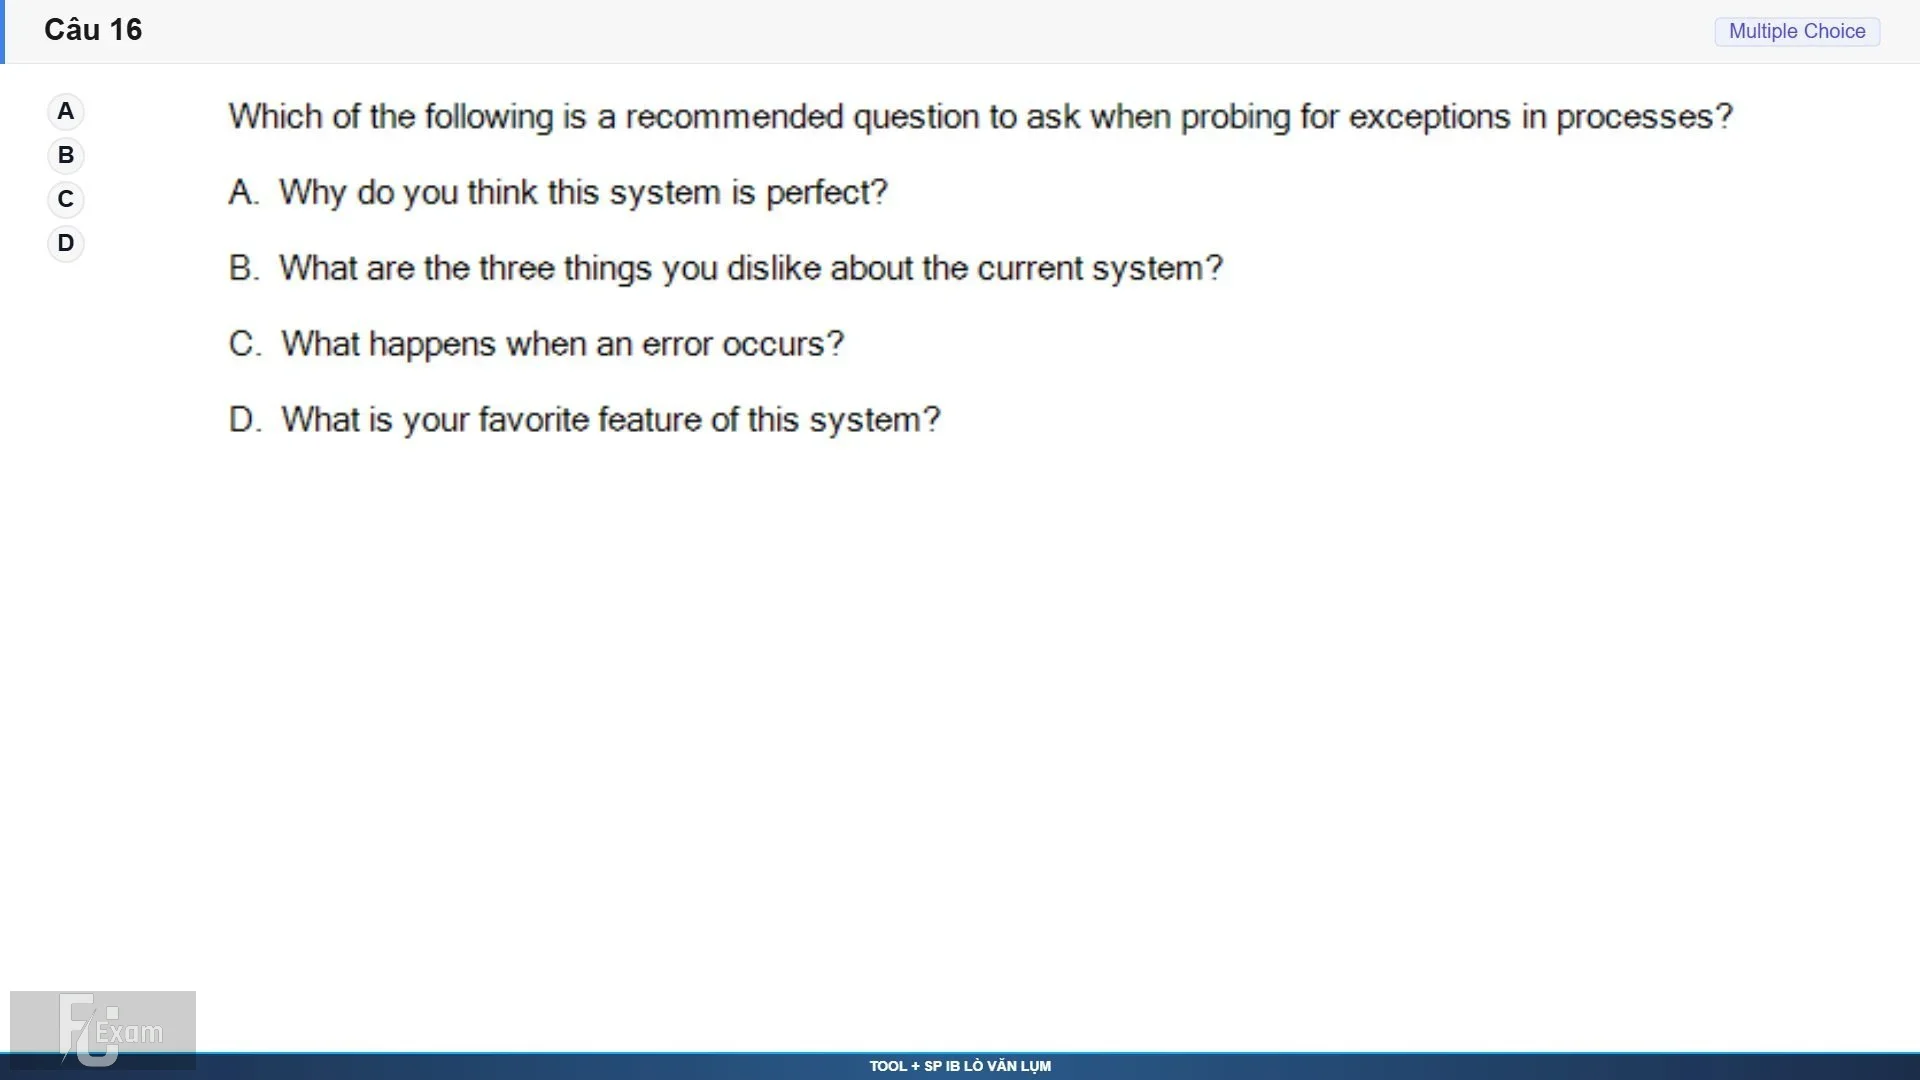 Câu 16
Multiple Choice
A
B
C
D
Which of the following is a recommended question to ask when probing for exceptions in processes?
A. Why do you think this system is perfect?
B. What are the three things you dislike about the current system?
C. What happens when an error occurs?
D. What is your favorite feature of this system?
Exam
TOOL + SP IB LÒ VĂN LỤM